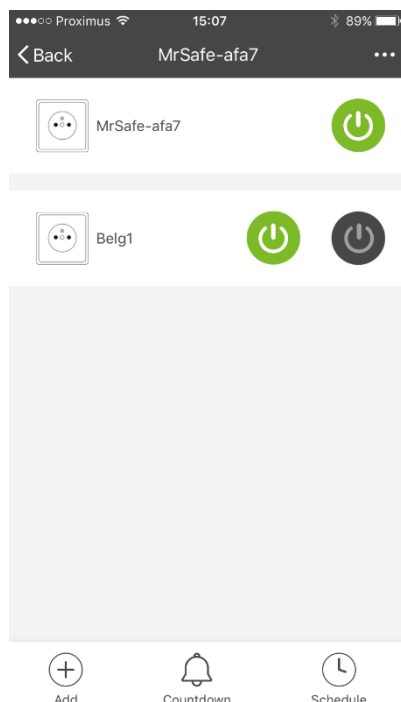 Proximus 15:07 89%
Back MrSafe-afa7
MrSafe-afa7
Belg1
Add Countdown Schedule